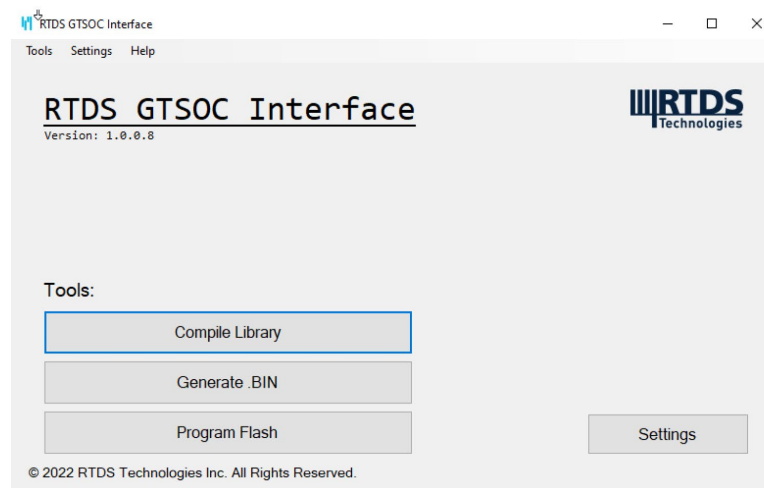 RTDS GTSOC Interface
Tools Settings Help
RTDS GTSOC Interface
Version: 1.0.0.8
RTDS
Technologies
Tools:
Compile Library
Generate .BIN
Program Flash
Settings
© 2022 RTDS Technologies Inc. All Rights Reserved.